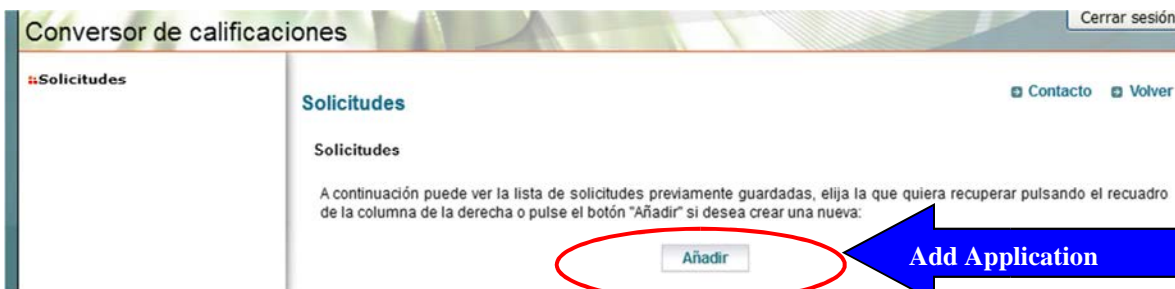 Conversor de calificaciones
Cerrar sesión
Solicitudes
Contacto Volver
Solicitudes
Solicitudes
A continuación puede ver la lista de solicitudes previamente guardadas, elija la que quiera recuperar pulsando el recuadro
de la columna de la derecha o pulse el botón "Añadir" si desea crear una nueva:
Añadir
Add Application